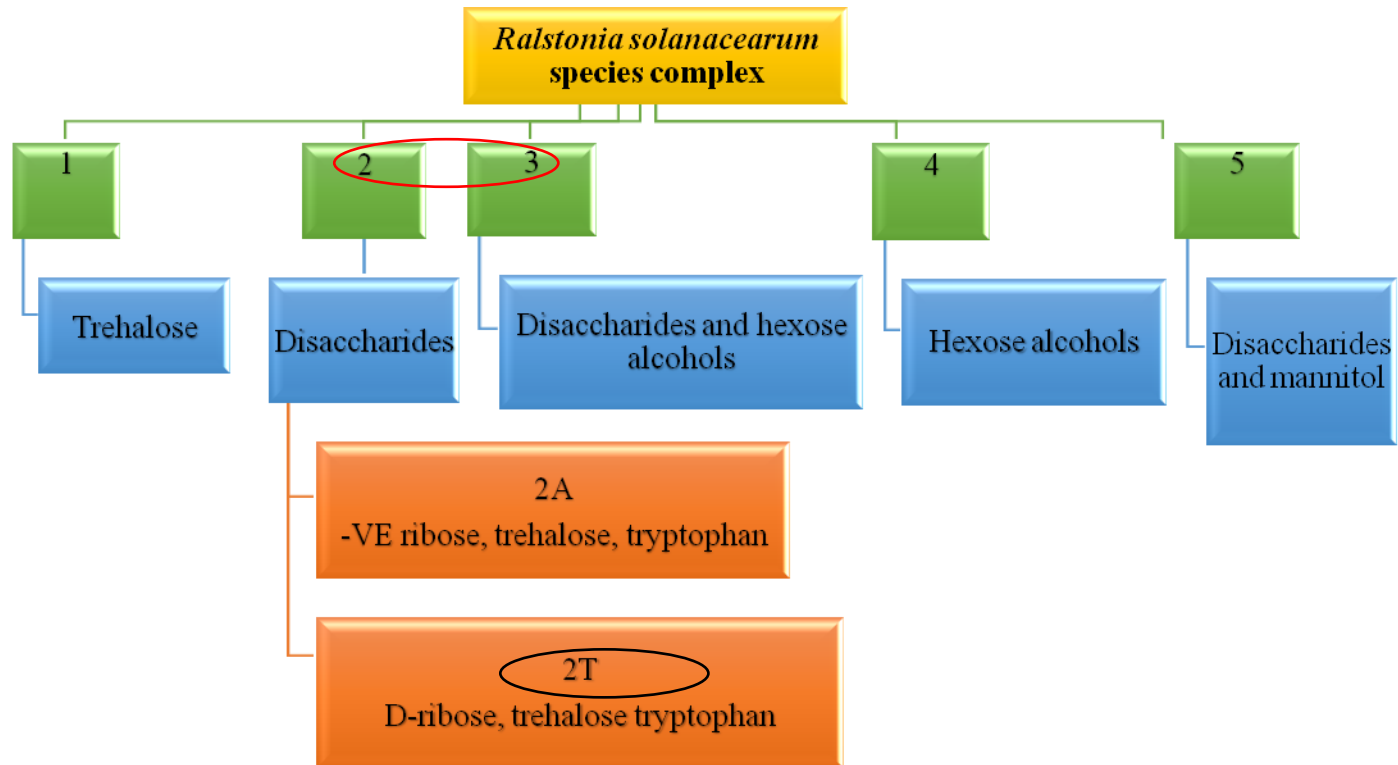 Ralstonia solanacearum
species complex
1
2
3
4
5
Trehalose
Disaccharides
Disaccharides and hexose
alcohols
Hexose alcohols
Disaccharides
and mannitol
2A
-VE ribose, trehalose, tryptophan
2T
D-ribose, trehalose tryptophan